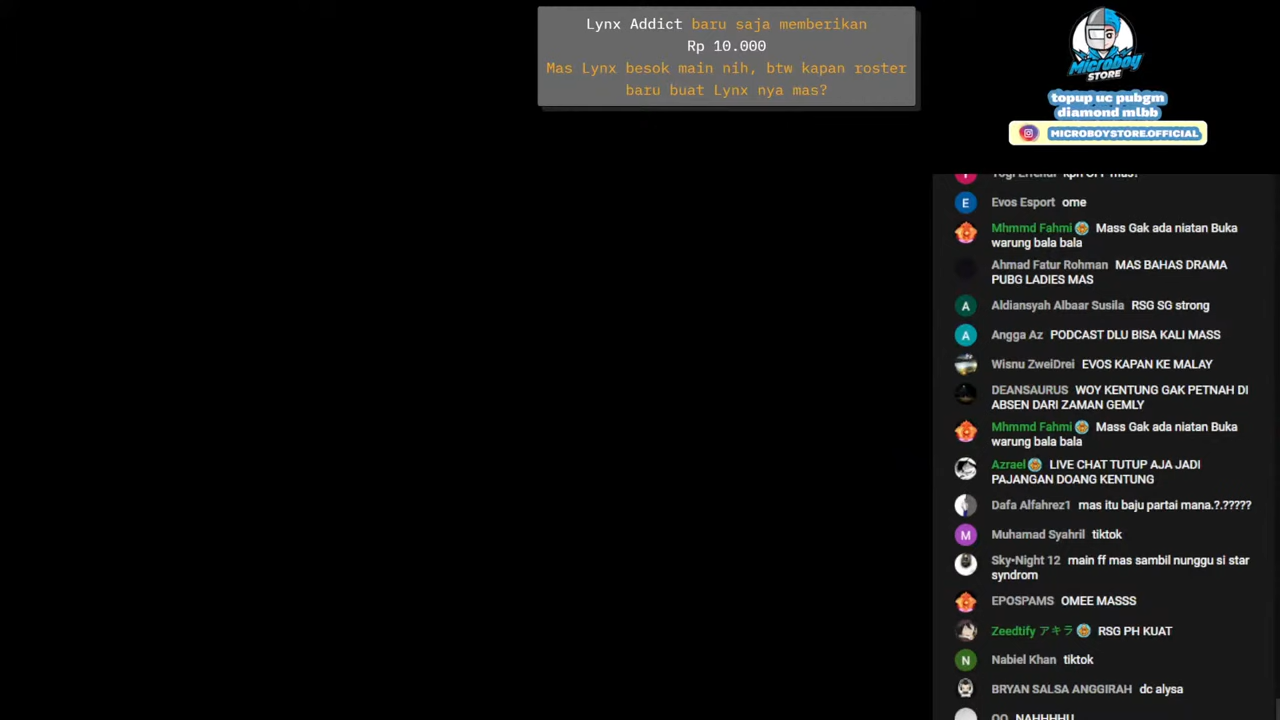 Lynx Addict baru saja memberikan
Rp 10.000
Mas Lynx besok main nih, btw kapan roster
baru buat Lynx nya mas?
Microboy
STORE
topup uc pubgm
diamond mlbb
MICROBOYSTORE.OFFICIAL
Evos Esport ome
Mhmmd Fahmi Mass Gak ada niatan Buka
warung bala bala
Ahmad Fatur Rohman MAS BAHAS DRAMA
PUBG LADIES MAS
A Aldiansyah Albaar Susila RSG SG strong
A Angga Az PODCAST DLU BISA KALI MASS
Wisnu ZweiDrei EVOS KAPAN KE MALAY
DEANSAURUS WOY KENTUNG GAK PETNAH DI
ABSEN DARI ZAMAN GEMLY
Mhmmd Fahmi Mass Gak ada niatan Buka
warung bala bala
Azrael LIVE CHAT TUTUP AJA JADI
PAJANGAN DOANG KENTUNG
Dafa Alfahrez1 mas itu baju partai mana.?.?????
M Muhamad Syahril tiktok
Sky•Night 12 main ff mas sambil nunggu si star
syndrom
EPOSPAMS OMEE MASSS
Zeedtify アキラ RSG PH KUAT
N Nabiel Khan tiktok
BRYAN SALSA ANGGIRAH dc alysa